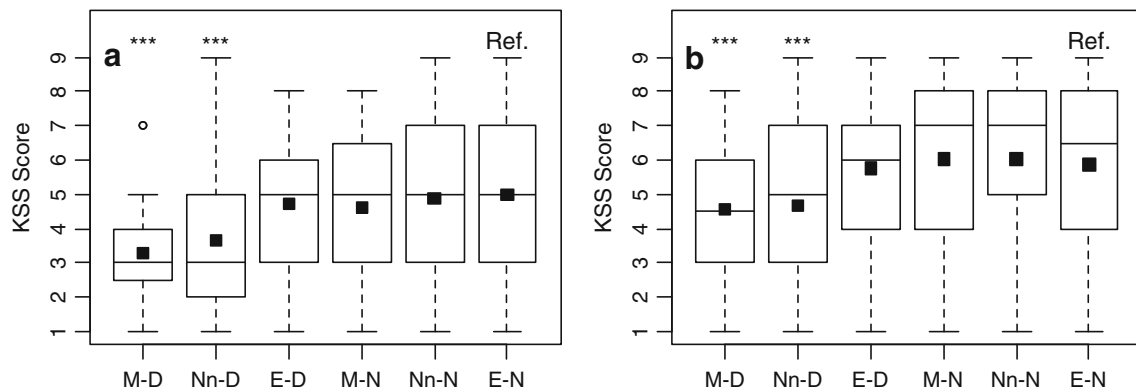 a
***
***
Ref.
KSS Score
9
8
7
6
5
4
3
2
1
M-D Nn-D E-D M-N Nn-N E-N
b
***
***
Ref.
KSS Score
9
8
7
6
5
4
3
2
1
M-D Nn-D E-D M-N Nn-N E-N